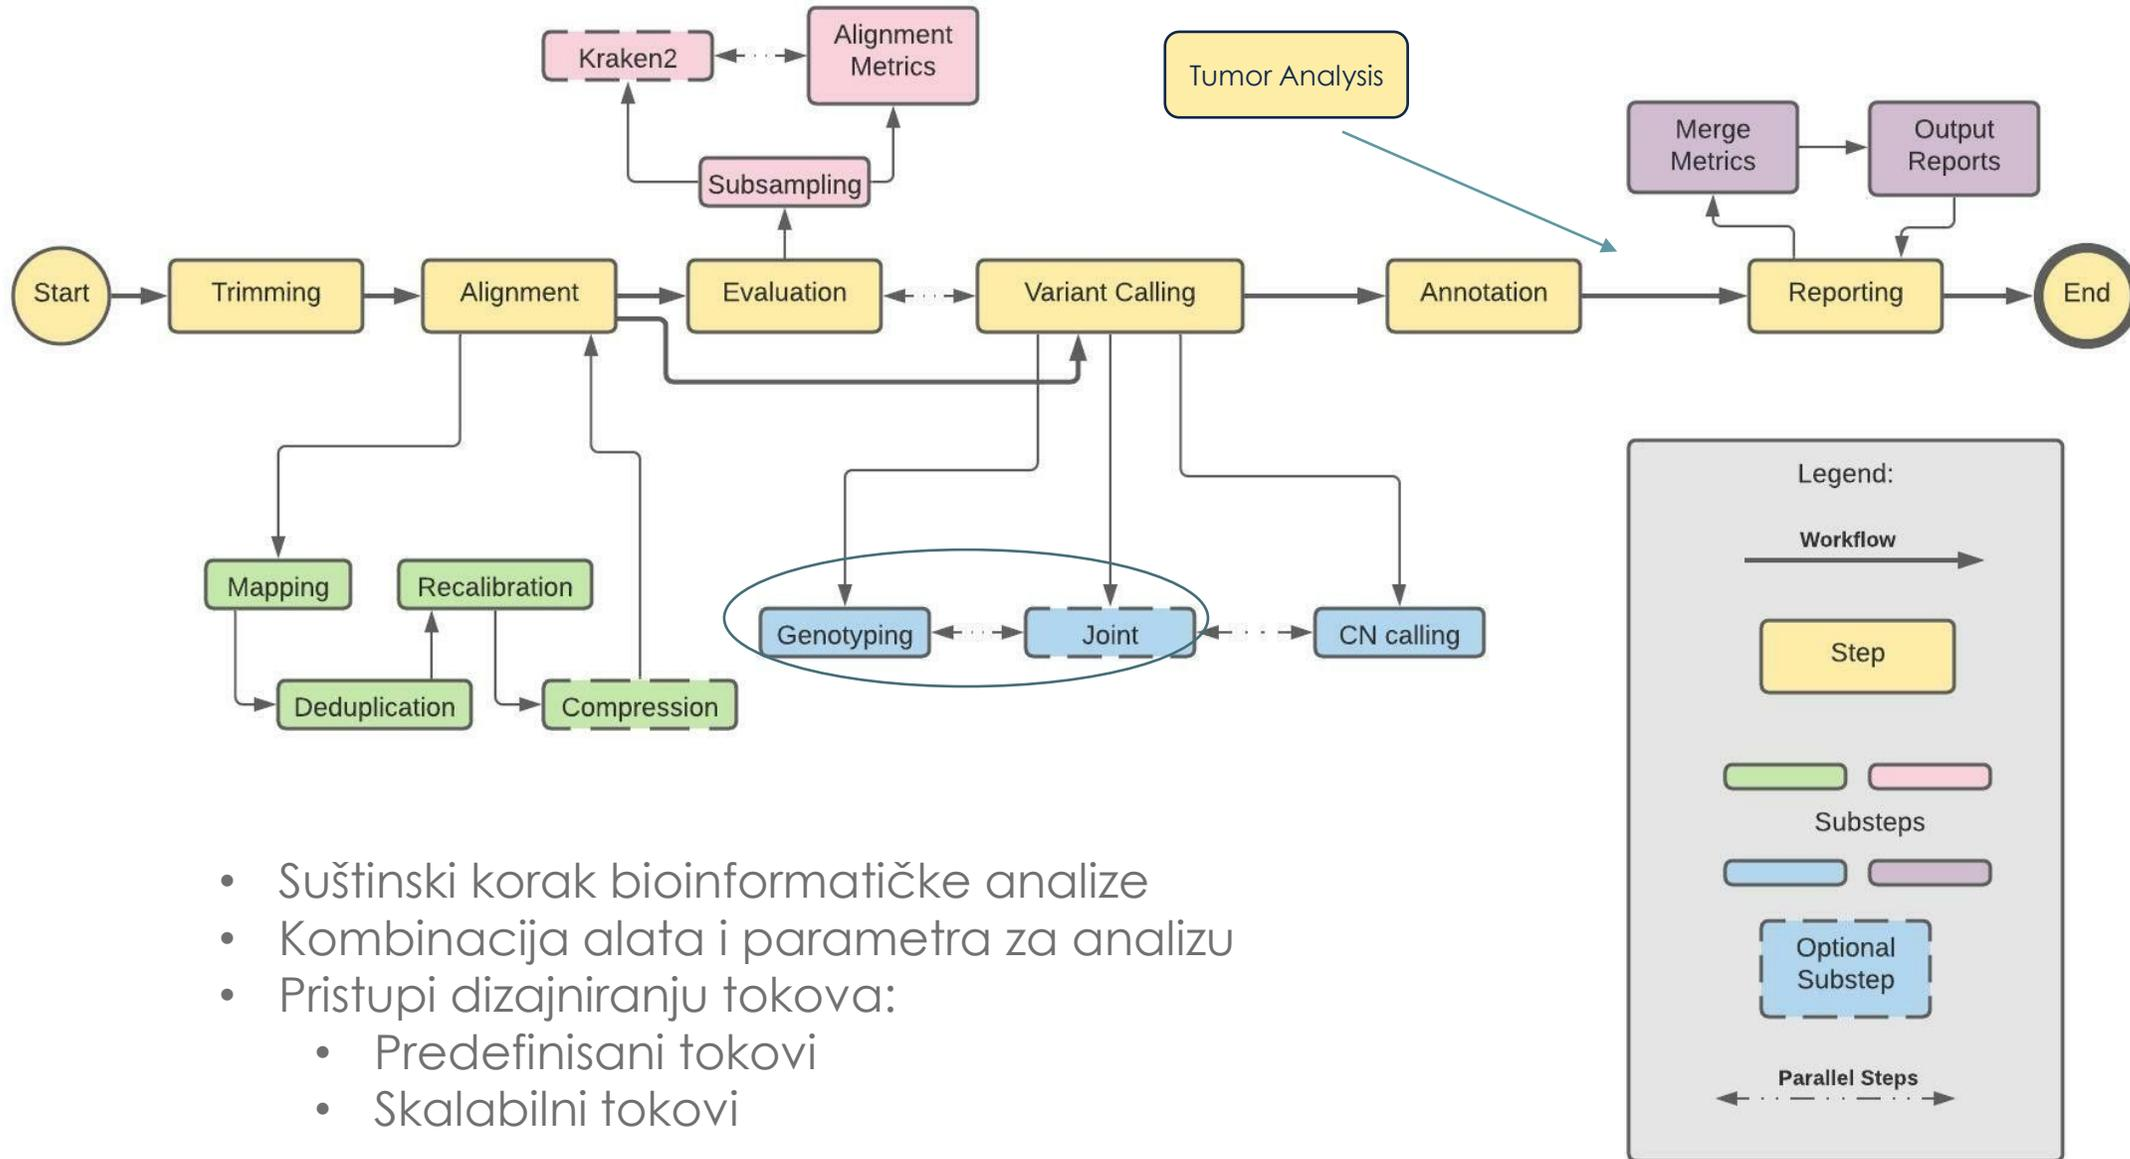 Kraken2
Alignment
Metrics
Tumor Analysis
Merge
Metrics
Output
Reports
Subsampling
Start
Trimming
Alignment
Evaluation
Variant Calling
Annotation
Reporting
End
Mapping
Recalibration
Deduplication
Compression
Genotyping
Joint
CN calling
Legend:
Workflow
Step
Substeps
Optional
Substep
Parallel Steps
• Suštinski korak bioinformatičke analize
• Kombinacija alata i parametra za analizu
• Pristupi dizajniranju tokova:
• Predefinisani tokovi
• Skalabilni tokovi